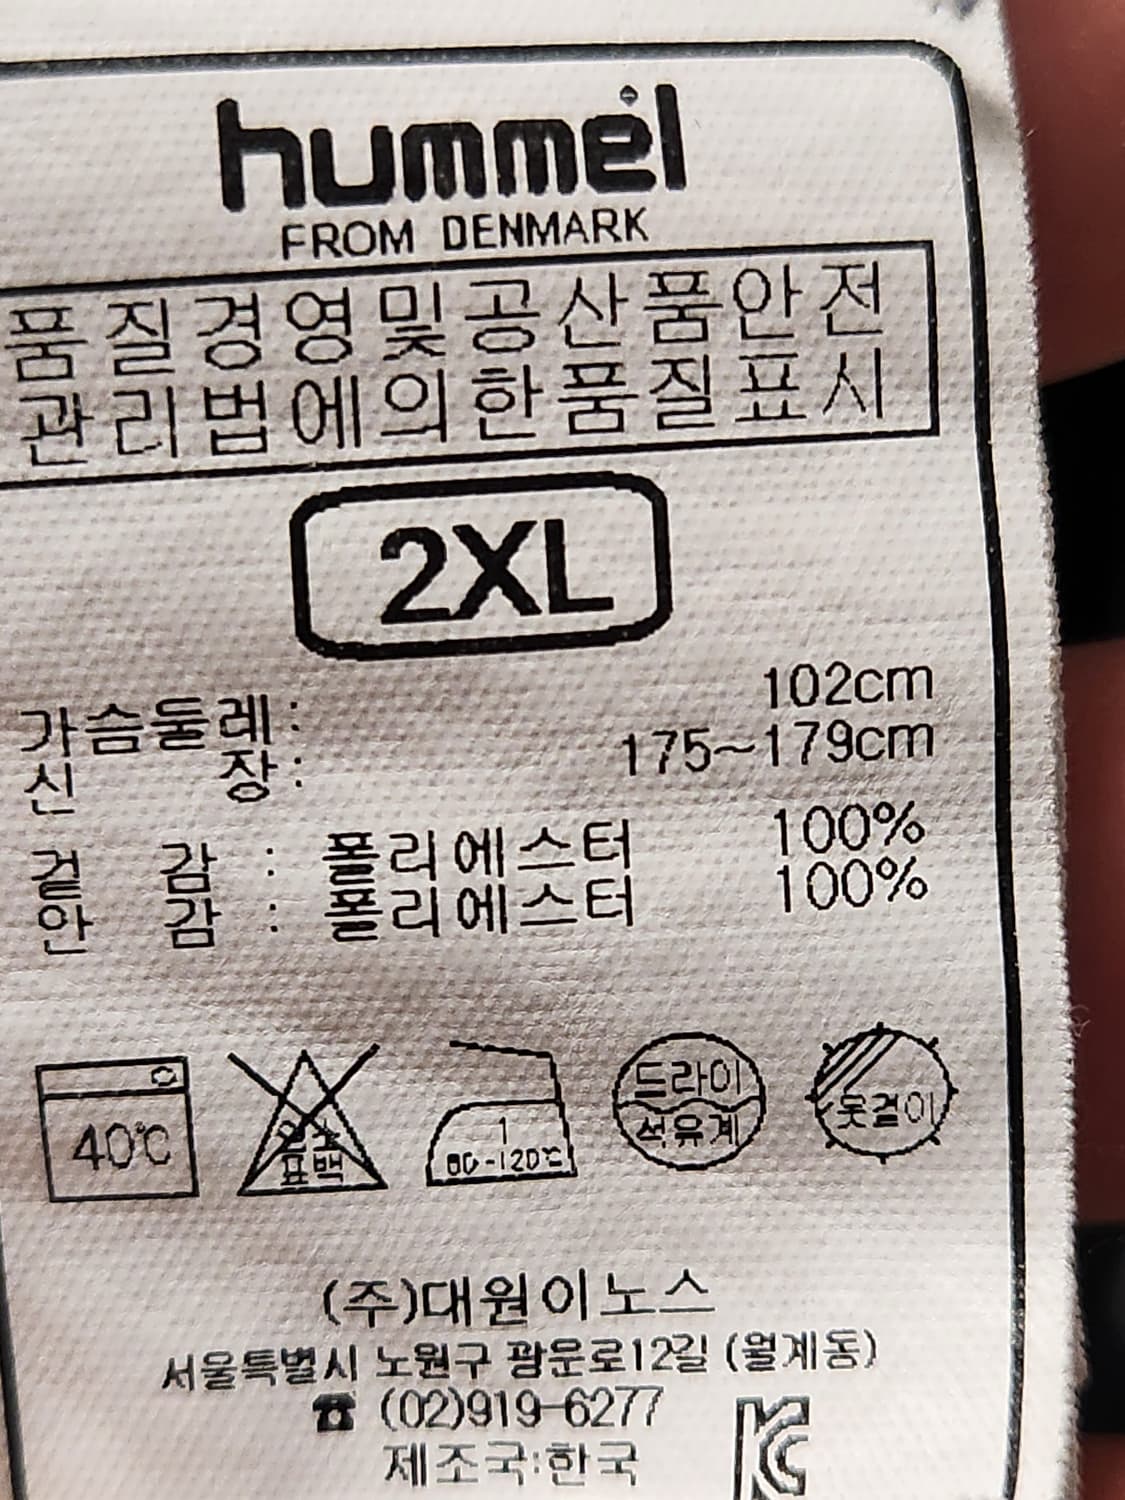 hummel
FROM DENMARK
품질경영및공산품안전
관리법에의한품질표시
2XL
가슴둘레: 102cm
신 장: 175~179cm
겉 감 : 폴리에스터 100%
안 감 : 폴리에스터 100%
40℃
염소
표백
1
80-120℃
드라이
석유계
옷걸이
(주)대원이노스
서울특별시 노원구 광운로12길 (월계동)
☎ (02)919-6277
제조국:한국
KC